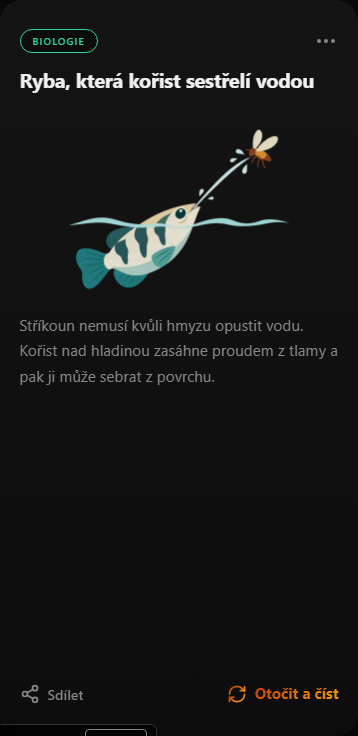 BIOLOGIE
Ryba, která kořist sestřelí vodou
Stříkoun nemusí kvůli hmyzu opustit vodu.
Kořist nad hladinou zasáhne proudem z tlamy a
pak ji může sebrat z povrchu.
Sdílet
Otočit a číst